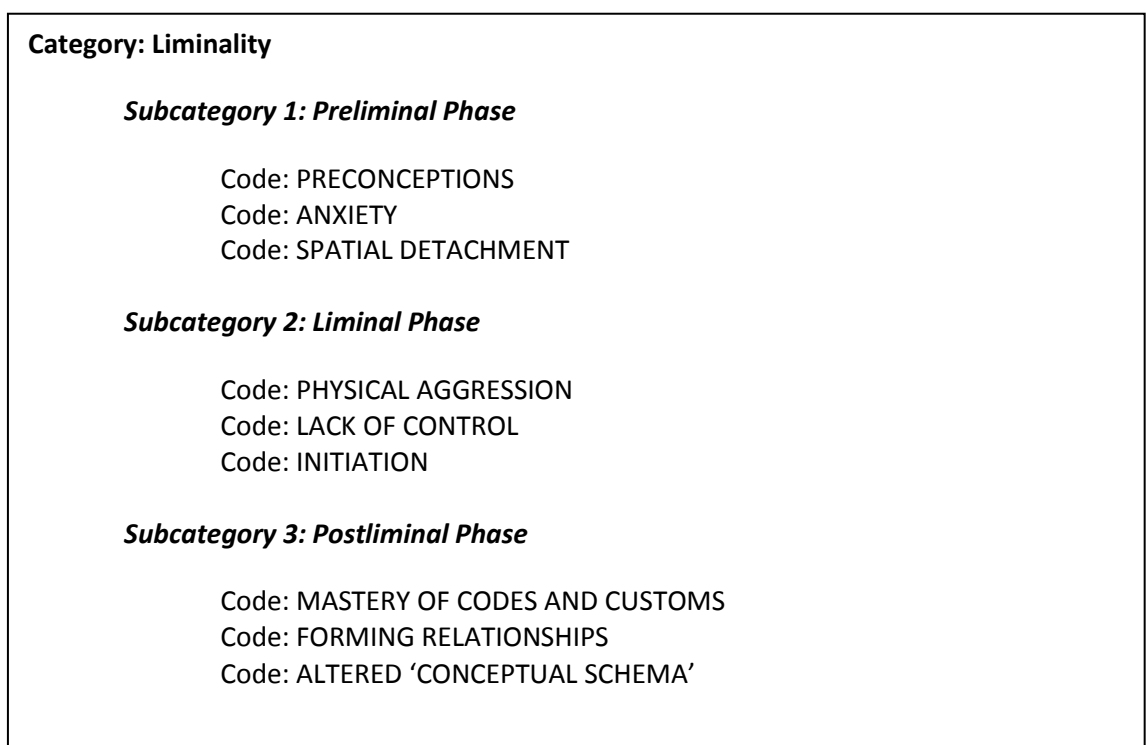 Category: Liminality
Subcategory 1: Preliminal Phase
Code: PRECONCEPTIONS
Code: ANXIETY
Code: SPATIAL DETACHMENT
Subcategory 2: Liminal Phase
Code: PHYSICAL AGGRESSION
Code: LACK OF CONTROL
Code: INITIATION
Subcategory 3: Postliminal Phase
Code: MASTERY OF CODES AND CUSTOMS
Code: FORMING RELATIONSHIPS
Code: ALTERED ‘CONCEPTUAL SCHEMA’